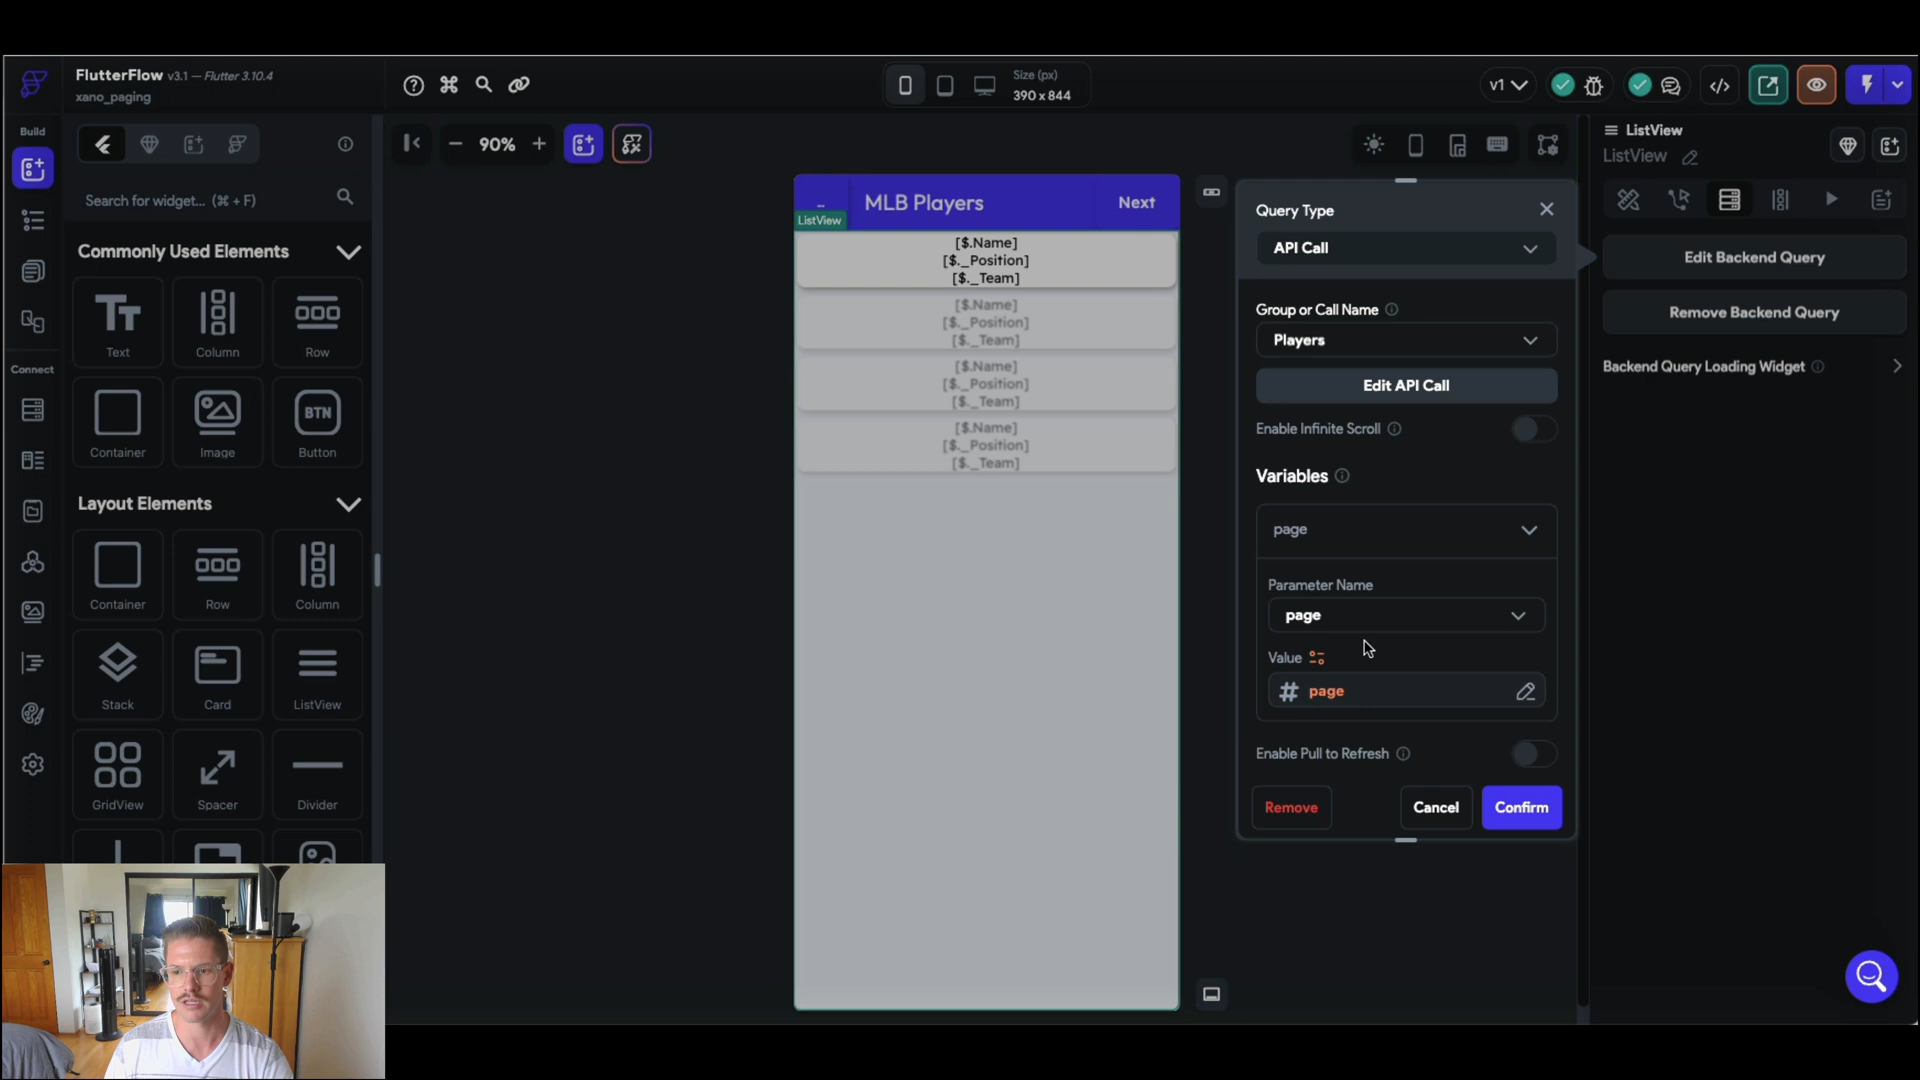 FlutterFlow v3.1 — Flutter 3.10.4
xano_paging
Size (px)
390 x 844
v1
Build
Connect
90%
Search for widget... (⌘ + F)
Commonly Used Elements
Text
Column
Row
Container
Image
BTN
Button
Layout Elements
Container
Row
Column
Stack
Card
ListView
GridView
Spacer
Divider
MLB Players
Next
ListView
[$.Name]
[$._Position]
[$._Team]
[$.Name]
[$._Position]
[$._Team]
[$.Name]
[$._Position]
[$._Team]
[$.Name]
[$._Position]
[$._Team]
Query Type
API Call
Group or Call Name
Players
Edit API Call
Enable Infinite Scroll
Variables
page
Parameter Name
page
Value
page
Enable Pull to Refresh
Remove
Cancel
Confirm
ListView
ListView
Edit Backend Query
Remove Backend Query
Backend Query Loading Widget